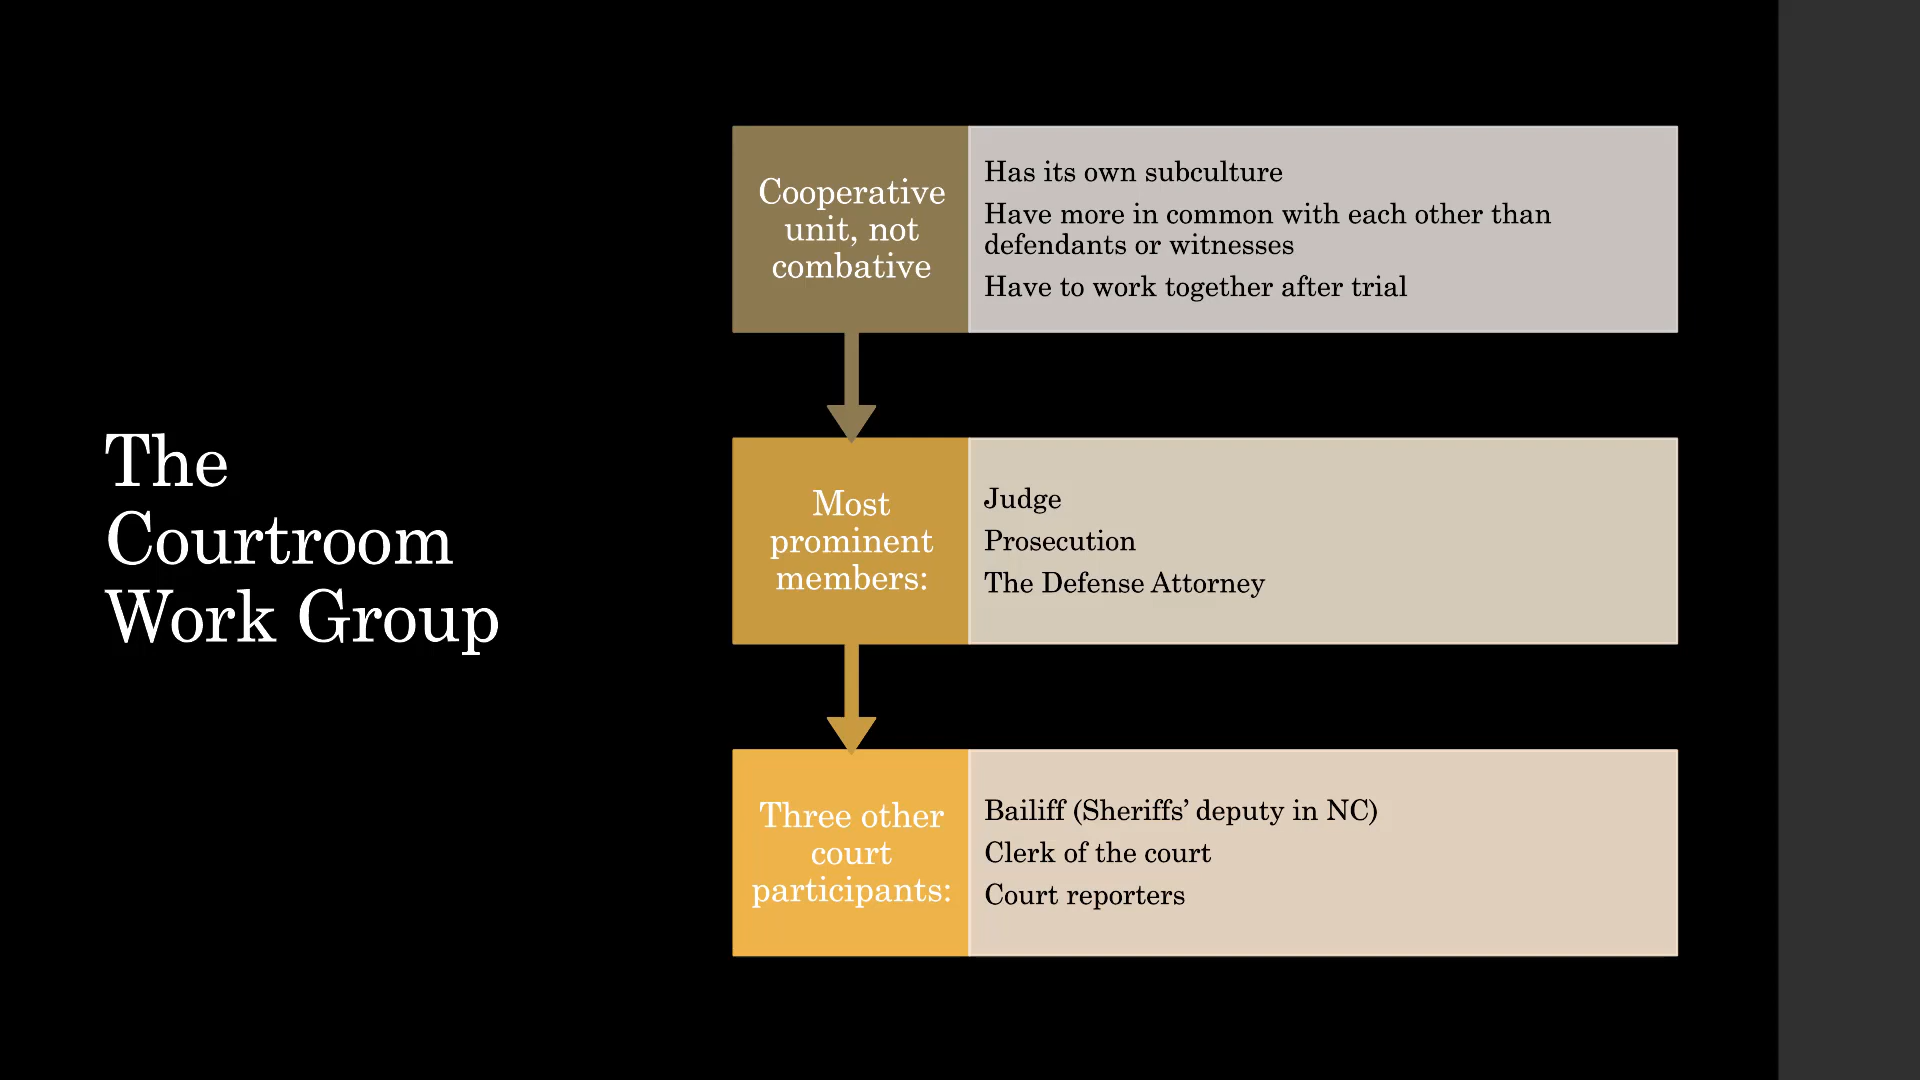 The
Courtroom
Work Group
Cooperative
unit, not
combative
Has its own subculture
Have more in common with each other than
defendants or witnesses
Have to work together after trial
Most
prominent
members:
Judge
Prosecution
The Defense Attorney
Three other
court
participants:
Bailiff (Sheriffs’ deputy in NC)
Clerk of the court
Court reporters